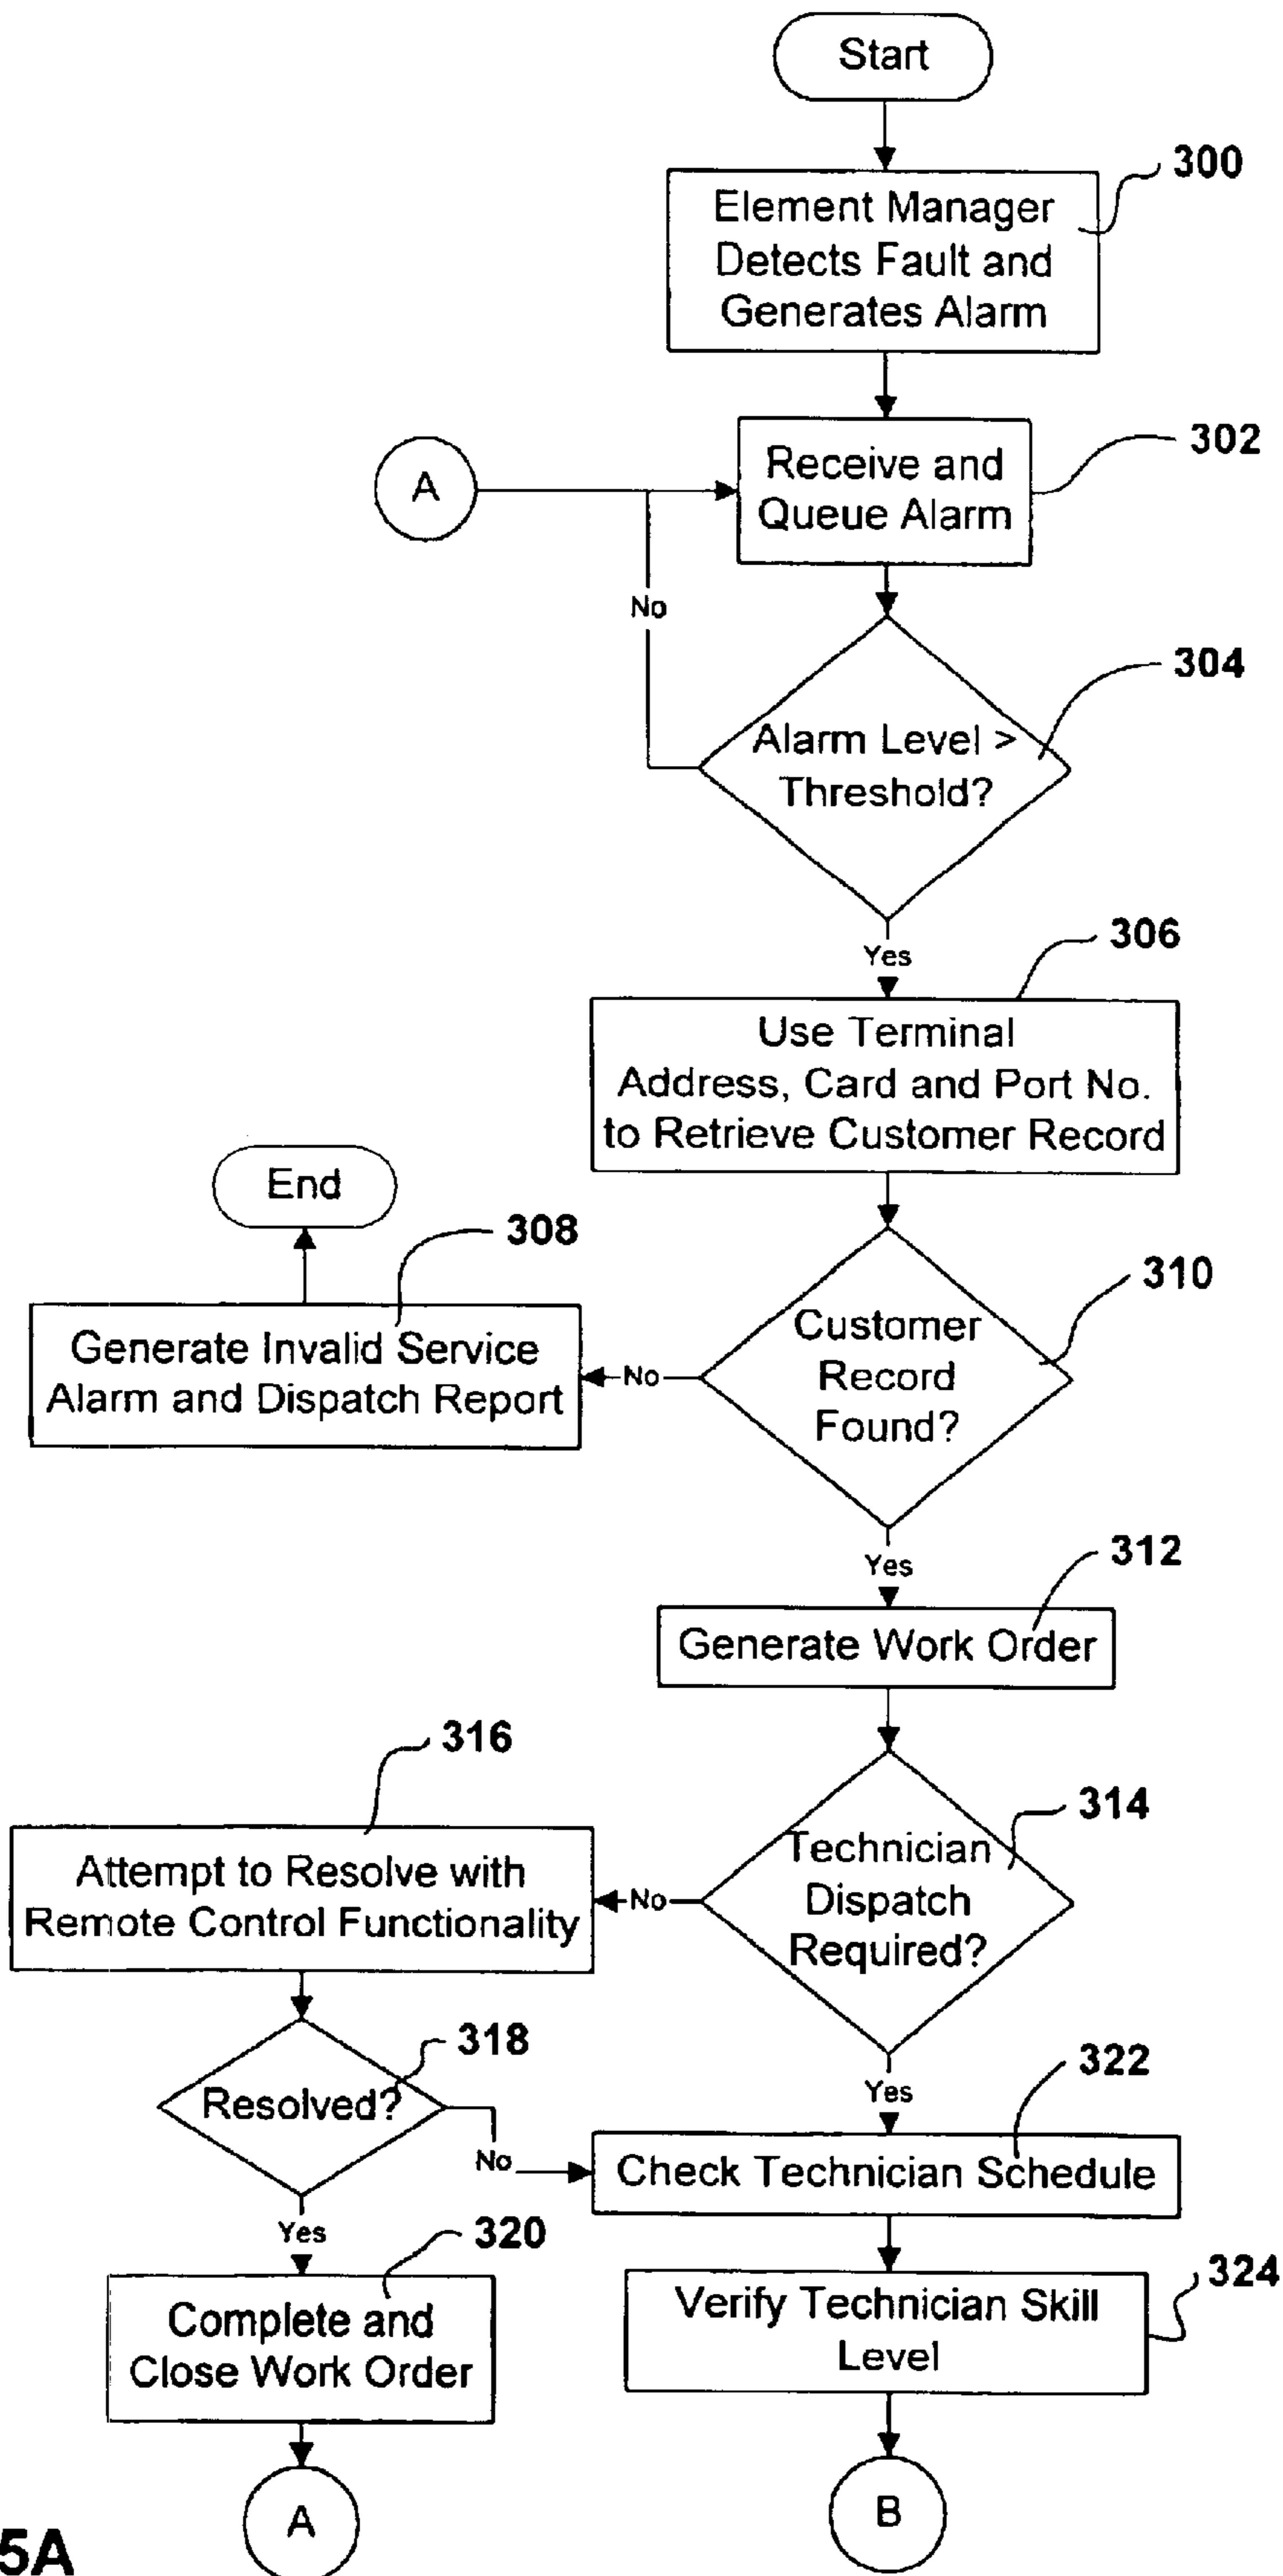 Start
300
Element Manager
Detects Fault and
Generates Alarm
302
A
Receive and
Queue Alarm
No
304
Alarm Level >
Threshold?
Yes
306
Use Terminal
Address, Card and Port No.
to Retrieve Customer Record
End
308
310
Generate Invalid Service
Alarm and Dispatch Report
No
Customer
Record
Found?
Yes
312
Generate Work Order
316
314
Attempt to Resolve with
Remote Control Functionality
No
Technician
Dispatch
Required?
318
Resolved?
No
Yes
322
Check Technician Schedule
Yes
320
324
Complete and
Close Work Order
Verify Technician Skill
Level
A
B
5A